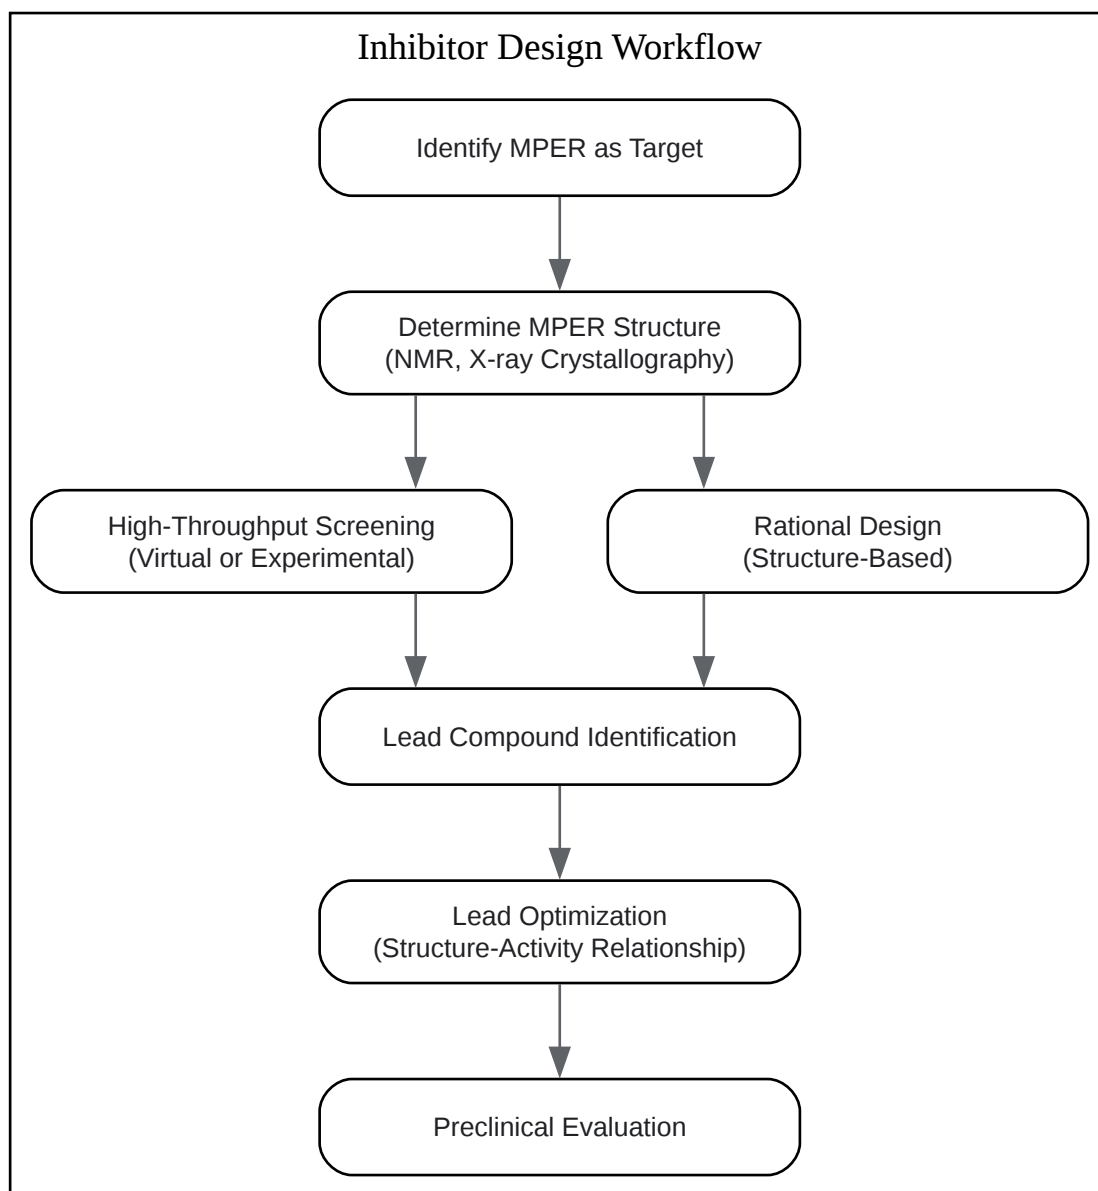 Inhibitor Design Workflow
Identify MPER as Target
Determine MPER Structure
(NMR, X-ray Crystallography)
High-Throughput Screening
(Virtual or Experimental)
Rational Design
(Structure-Based)
Lead Compound Identification
Lead Optimization
(Structure-Activity Relationship)
Preclinical Evaluation